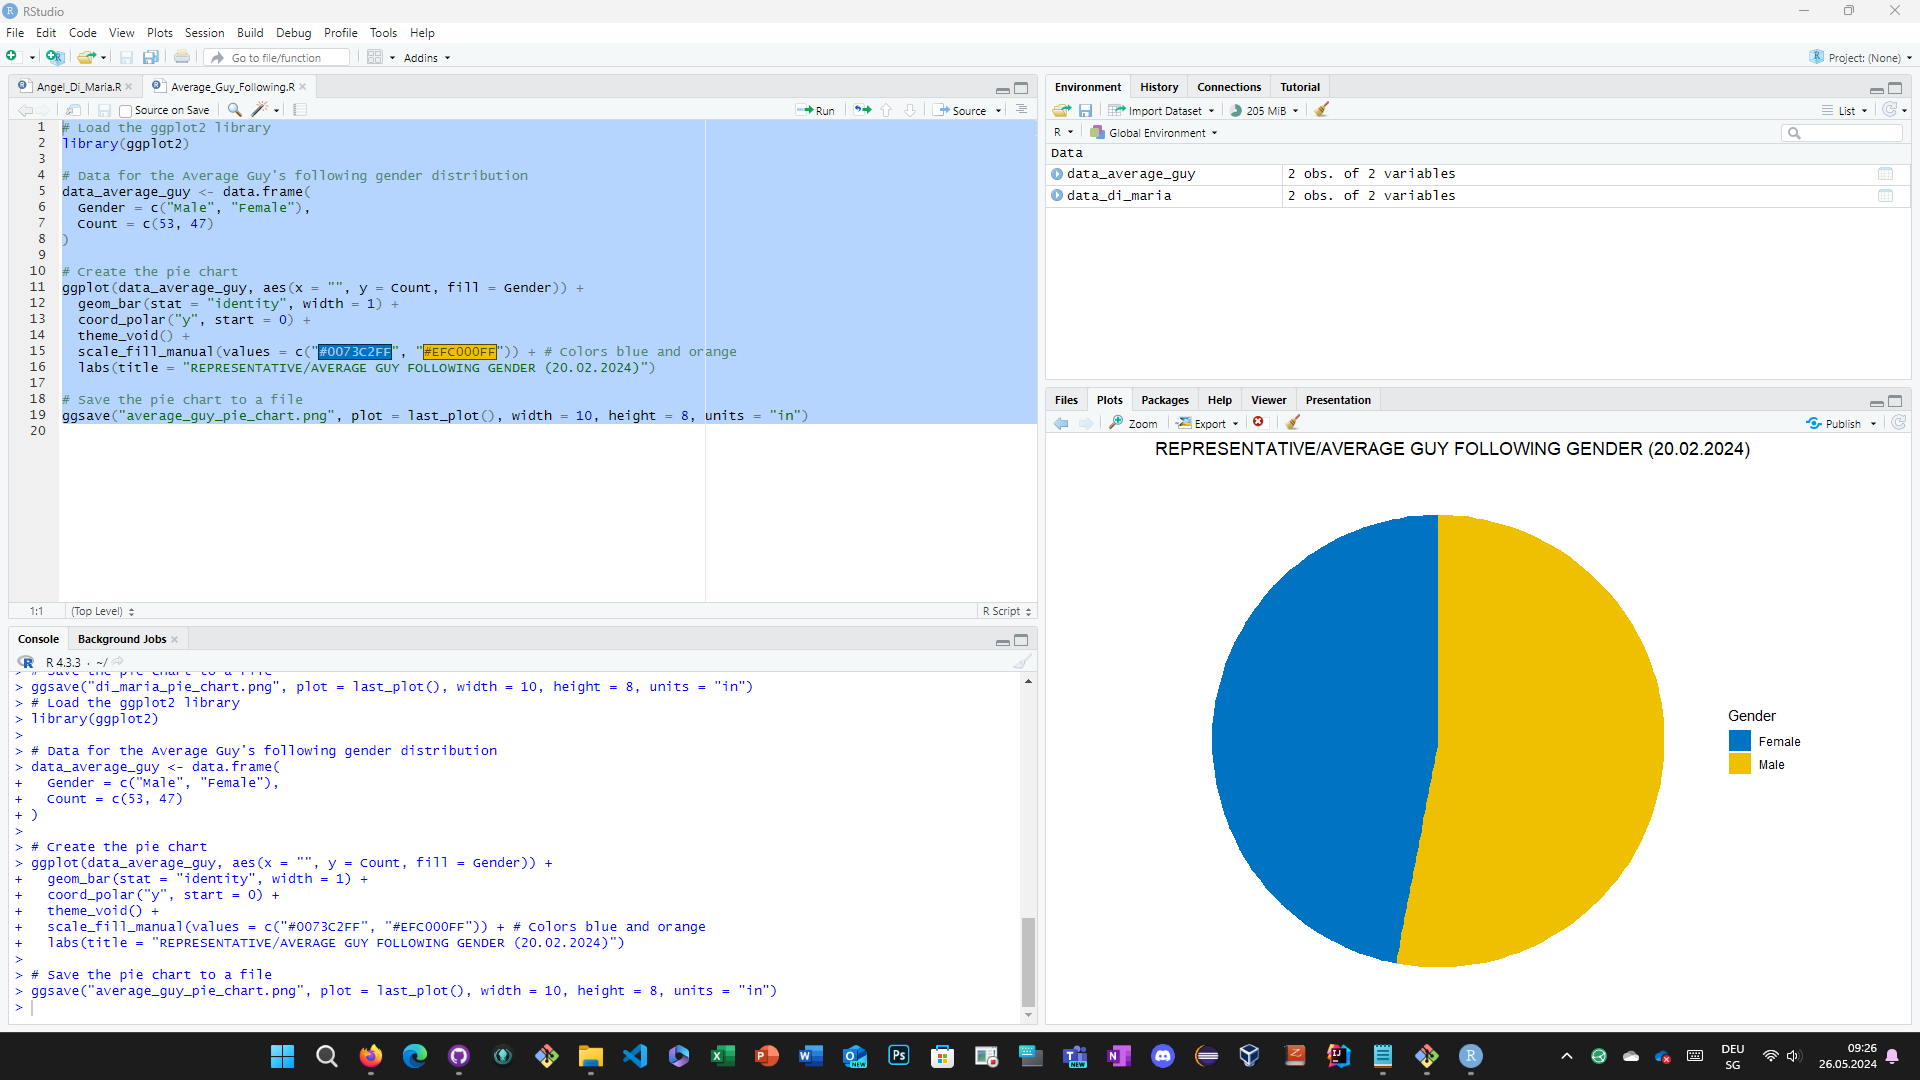 RStudio
File Edit Code View Plots Session Build Debug Profile Tools Help
Go to file/function Addins Project: (None)
Angel_Di_Maria.R Average_Guy_Following.R
Source on Save Run Source
1 # Load the ggplot2 library
2 library(ggplot2)
3
4 # Data for the Average Guy's following gender distribution
5 data_average_guy <- data.frame(
6 Gender = c("Male", "Female"),
7 Count = c(53, 47)
8 )
9
10 # Create the pie chart
11 ggplot(data_average_guy, aes(x = "", y = Count, fill = Gender)) +
12 geom_bar(stat = "identity", width = 1) +
13 coord_polar("y", start = 0) +
14 theme_void() +
15 scale_fill_manual(values = c("#0073C2FF", "#EFC000FF")) + # Colors blue and orange
16 labs(title = "REPRESENTATIVE/AVERAGE GUY FOLLOWING GENDER (20.02.2024)")
17
18 # Save the pie chart to a file
19 ggsave("average_guy_pie_chart.png", plot = last_plot(), width = 10, height = 8, units = "in")
20
1:1 (Top Level) R Script
Console Background Jobs
R 4.3.3 · ~/
> # Save the pie chart to a file
> ggsave("di_maria_pie_chart.png", plot = last_plot(), width = 10, height = 8, units = "in")
> # Load the ggplot2 library
> library(ggplot2)
>
> # Data for the Average Guy's following gender distribution
> data_average_guy <- data.frame(
+ Gender = c("Male", "Female"),
+ Count = c(53, 47)
+ )
>
> # Create the pie chart
> ggplot(data_average_guy, aes(x = "", y = Count, fill = Gender)) +
+ geom_bar(stat = "identity", width = 1) +
+ coord_polar("y", start = 0) +
+ theme_void() +
+ scale_fill_manual(values = c("#0073C2FF", "#EFC000FF")) + # Colors blue and orange
+ labs(title = "REPRESENTATIVE/AVERAGE GUY FOLLOWING GENDER (20.02.2024)")
>
> # Save the pie chart to a file
> ggsave("average_guy_pie_chart.png", plot = last_plot(), width = 10, height = 8, units = "in")
>
Environment History Connections Tutorial
Import Dataset 205 MiB List
R Global Environment
Data
data_average_guy 2 obs. of 2 variables
data_di_maria 2 obs. of 2 variables
Files Plots Packages Help Viewer Presentation
Zoom Export Publish
REPRESENTATIVE/AVERAGE GUY FOLLOWING GENDER (20.02.2024)
Gender
Female
Male
DEU
SG
09:26
26.05.2024